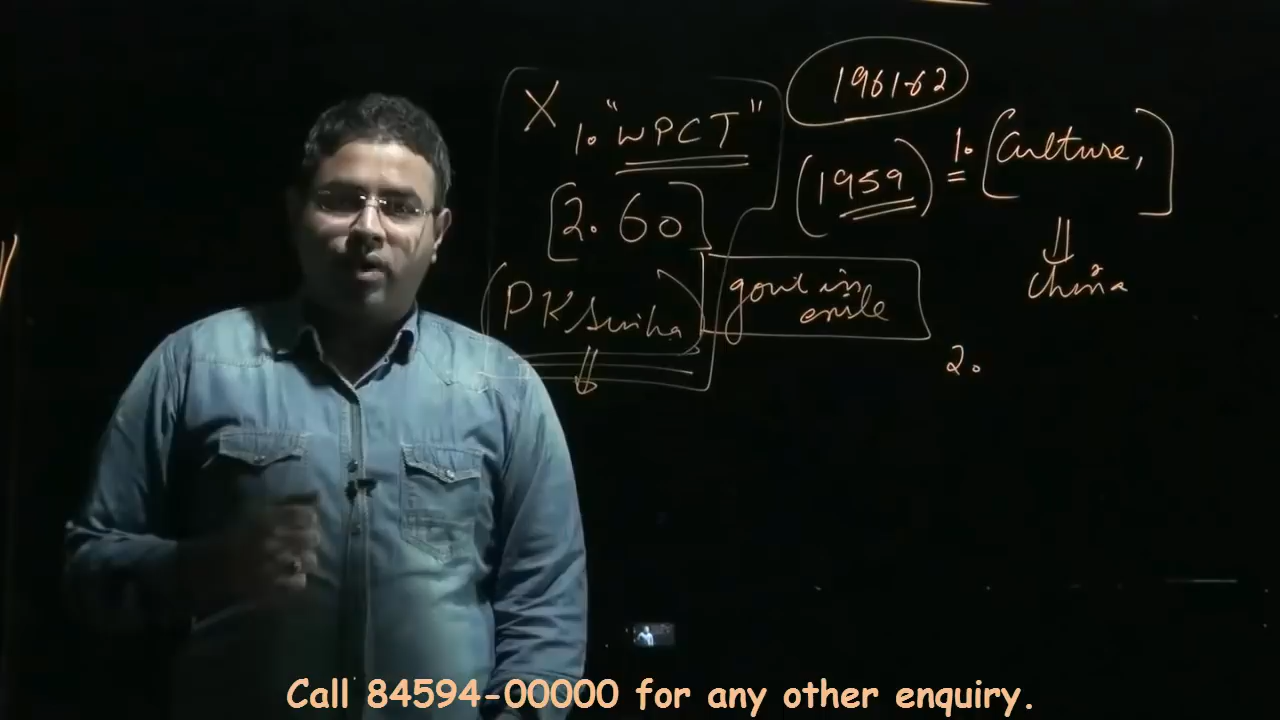 X 1. "WPCT"
[2. 60]
(PK Sinha)
govt in
exile
1961-62
(1959)
1. [Culture,]
⇓
China
2.
Call 84594-00000 for any other enquiry.